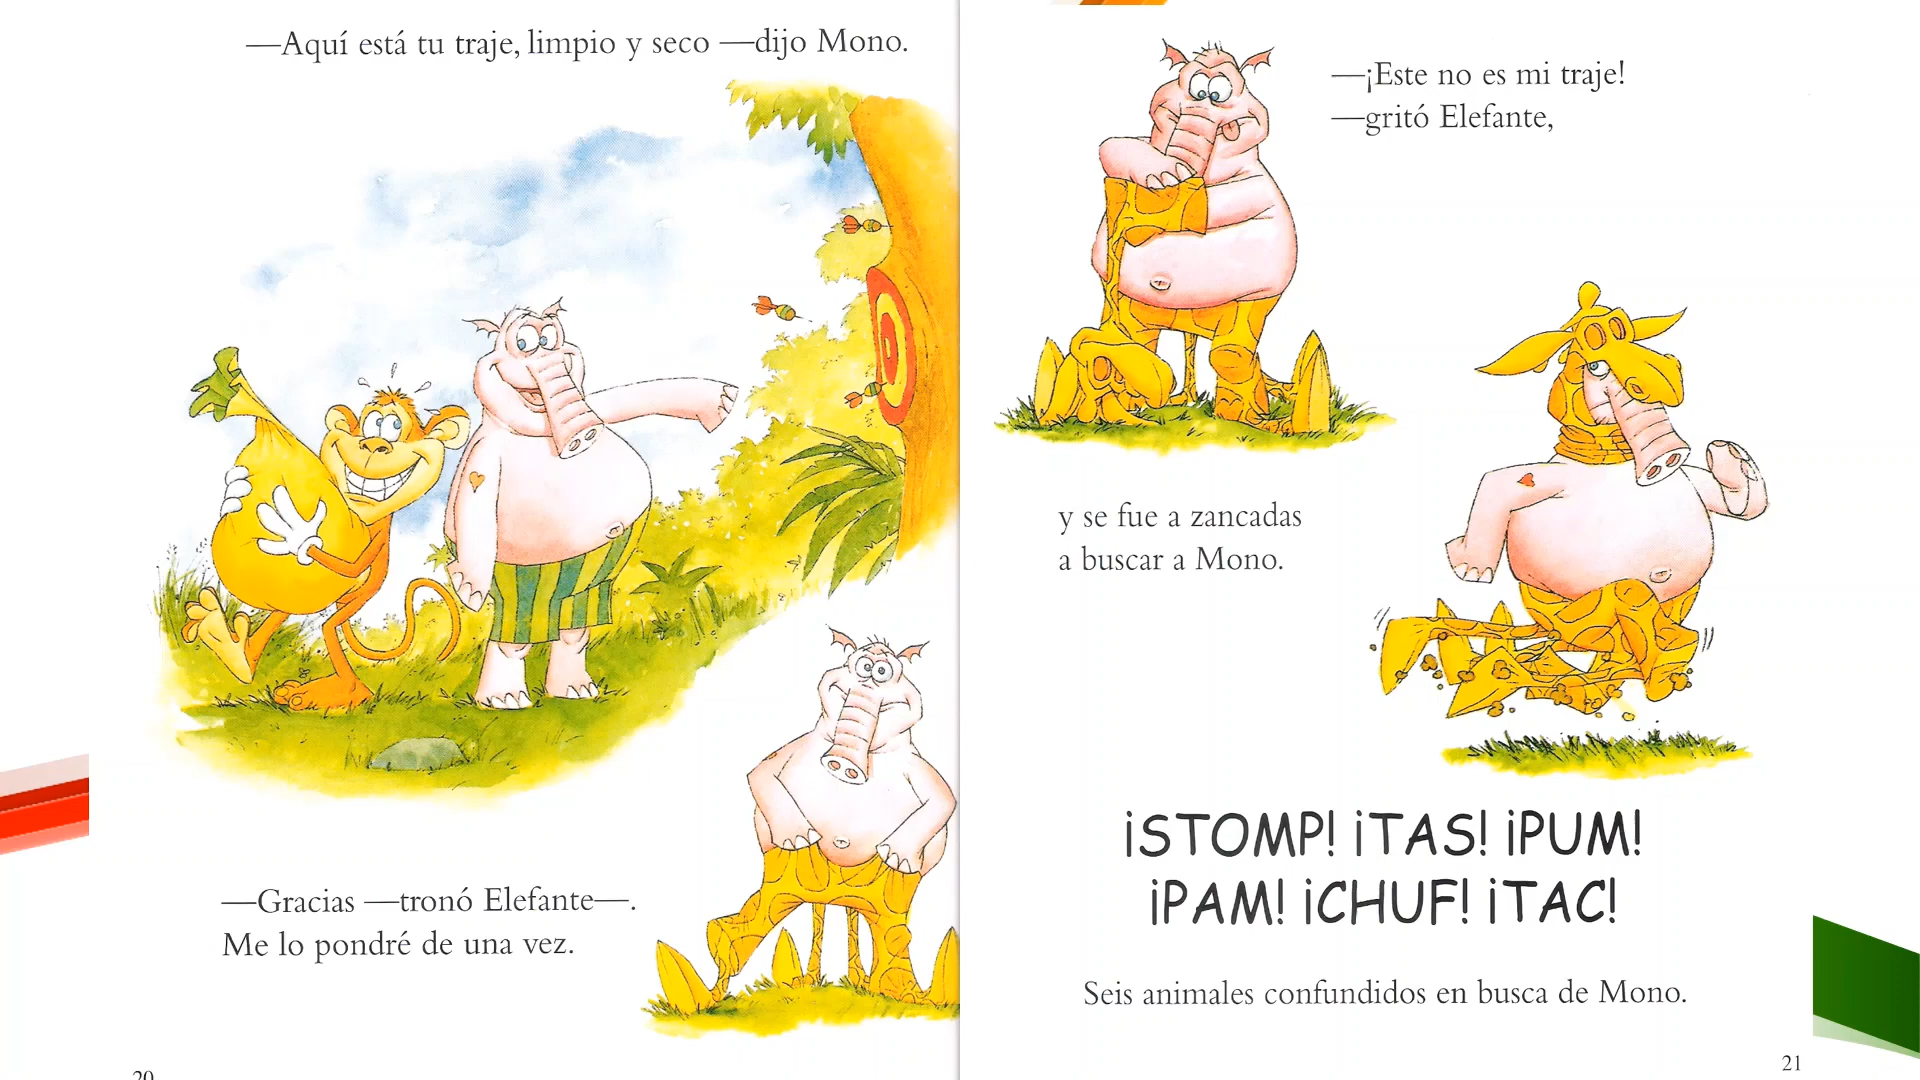 —Aquí está tu traje, limpio y seco —dijo Mono.
—Gracias —tronó Elefante—.
Me lo pondré de una vez.
20
—¡Este no es mi traje!
—gritó Elefante,
y se fue a zancadas
a buscar a Mono.
¡STOMP! ¡TAS! ¡PUM!
¡PAM! ¡CHUF! ¡TAC!
Seis animales confundidos en busca de Mono.
21